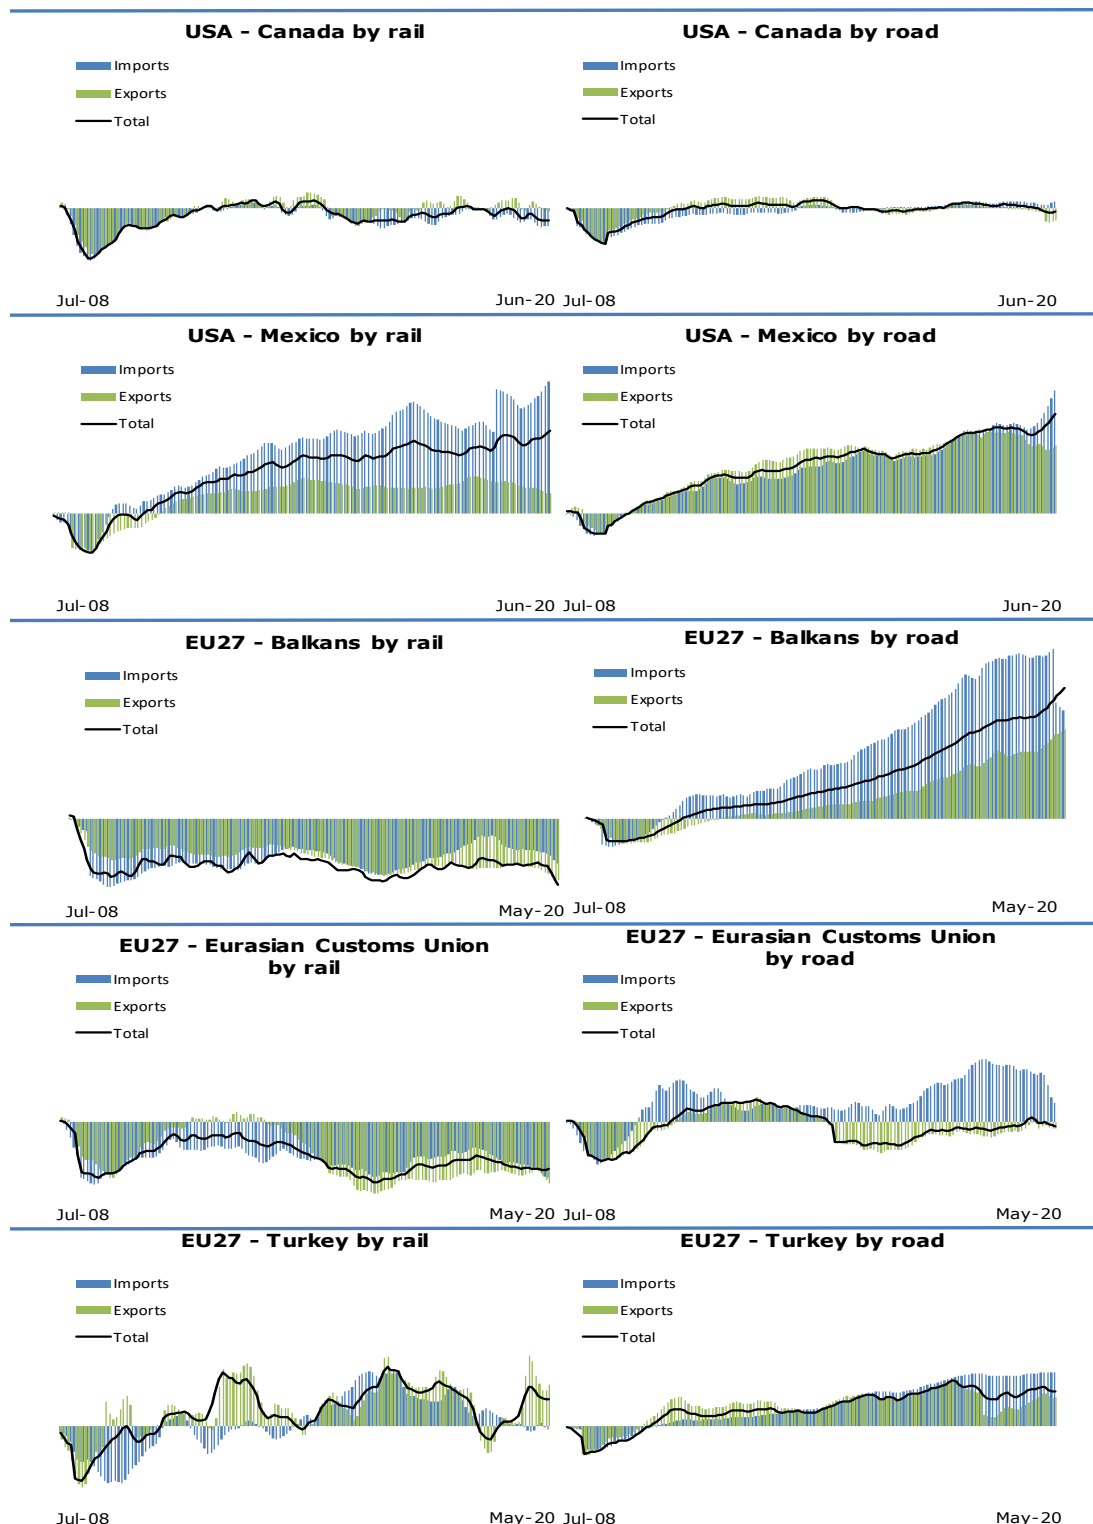 USA - Canada by rail
Imports
Exports
Total
Jul-08
Jun-20
USA - Canada by road
Imports
Exports
Total
Jul-08
Jun-20
USA - Mexico by rail
Imports
Exports
Total
Jul-08
Jun-20
USA - Mexico by road
Imports
Exports
Total
Jul-08
Jun-20
EU27 - Balkans by rail
Imports
Exports
Total
Jul-08
May-20
EU27 - Balkans by road
Imports
Exports
Total
Jul-08
May-20
EU27 - Eurasian Customs Union
by rail
Imports
Exports
Total
Jul-08
May-20
EU27 - Eurasian Customs Union
by road
Imports
Exports
Total
Jul-08
May-20
EU27 - Turkey by rail
Imports
Exports
Total
Jul-08
May-20
EU27 - Turkey by road
Imports
Exports
Total
Jul-08
May-20